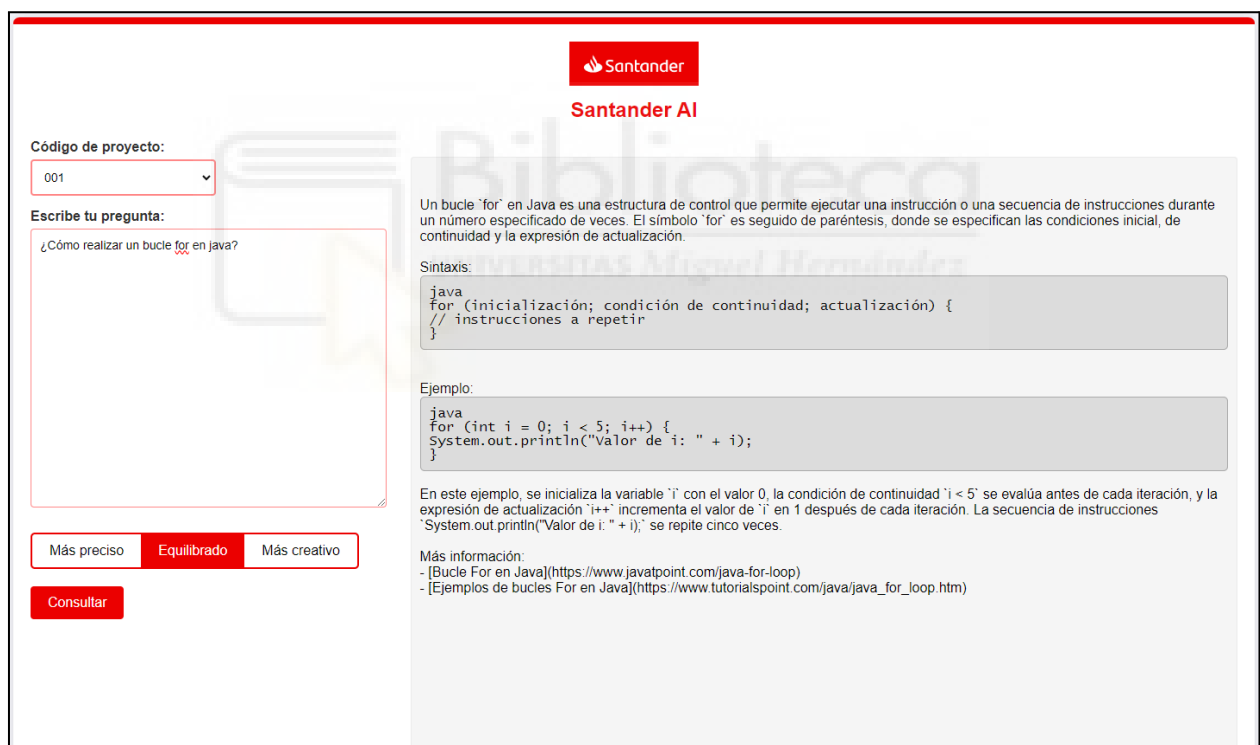 Santander
Santander AI
Código de proyecto:
001
Escribe tu pregunta:
¿Cómo realizar un bucle for en java?
Más preciso
Equilibrado
Más creativo
Consultar
Biblioteca
UNIVERSITAS Miguel Hernández
Un bucle `for` en Java es una estructura de control que permite ejecutar una instrucción o una secuencia de instrucciones durante
un número especificado de veces. El símbolo `for` es seguido de paréntesis, donde se especifican las condiciones inicial, de
continuidad y la expresión de actualización.
Sintaxis:
java
for (inicialización; condición de continuidad; actualización) {
// instrucciones a repetir
}
Ejemplo:
java
for (int i = 0; i < 5; i++) {
System.out.println("Valor de i: " + i);
}
En este ejemplo, se inicializa la variable `i` con el valor 0, la condición de continuidad `i < 5` se evalúa antes de cada iteración, y la
expresión de actualización `i++` incrementa el valor de `i` en 1 después de cada iteración. La secuencia de instrucciones
`System.out.println("Valor de i: " + i);` se repite cinco veces.
Más información:
- [Bucle For en Java](https://www.javatpoint.com/java-for-loop)
- [Ejemplos de bucles For en Java](https://www.tutorialspoint.com/java/java_for_loop.htm)